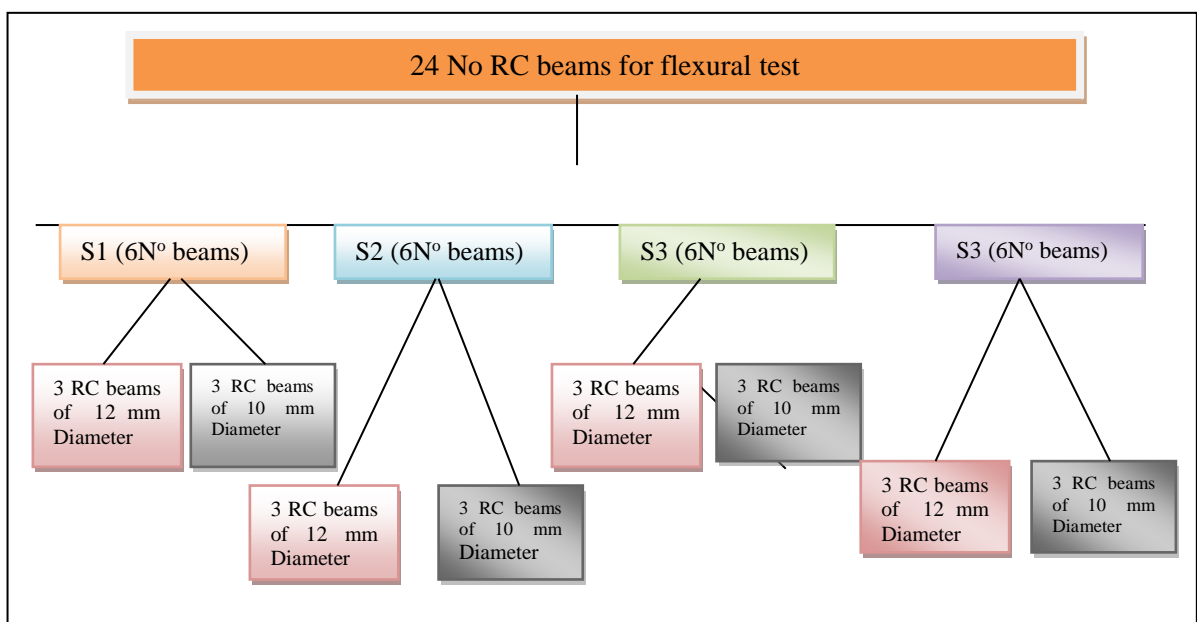 24 No RC beams for flexural test
S1 (6Nº beams)
S2 (6Nº beams)
S3 (6Nº beams)
S3 (6Nº beams)
3 RC beams
of 12 mm
Diameter
3 RC beams
of 10 mm
Diameter
3 RC beams
of 12 mm
Diameter
3 RC beams
of 10 mm
Diameter
3 RC beams
of 12 mm
Diameter
3 RC beams
of 10 mm
Diameter
3 RC beams
of 12 mm
Diameter
3 RC beams
of 10 mm
Diameter